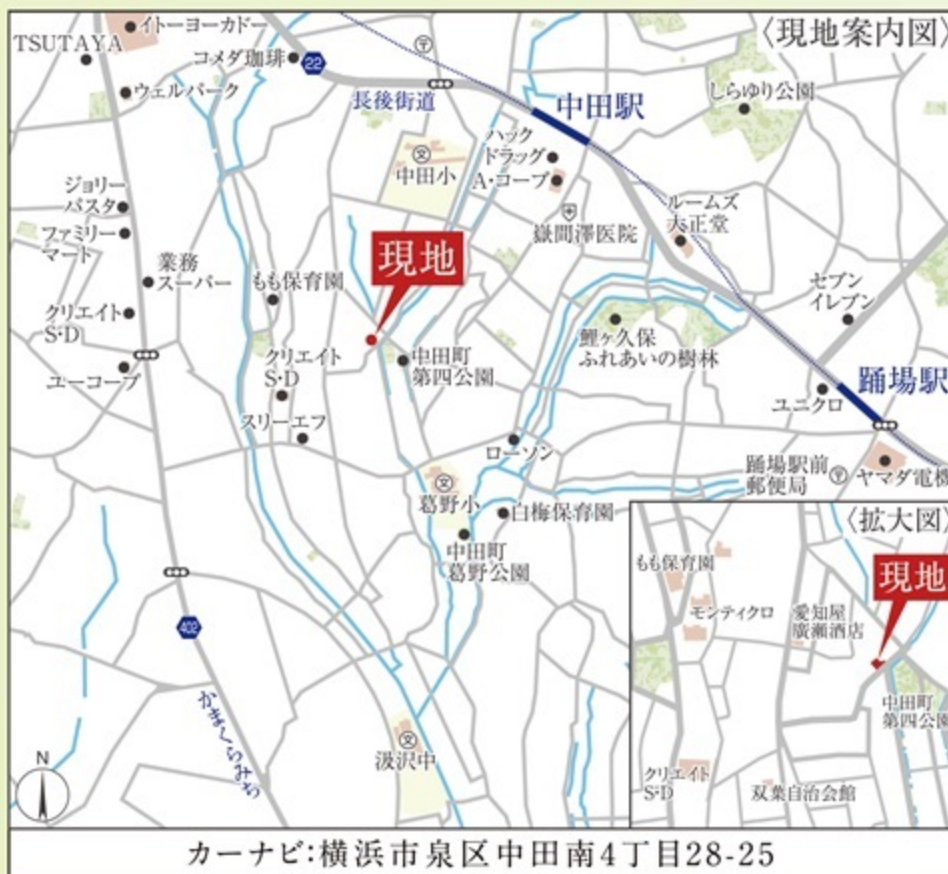 〈現地案内図〉
イトーヨーカドー
TSUTAYA
コメダ珈琲
22
ウェルパーク
長後街道
中田駅
しらゆり公園
ハック
ドラッグ
A・コープ
文
中田小
ジョリー
パスタ
ファミリー
マート
嶽間澤医院
ルームズ
大正堂
業務
スーパー
もも保育園
現地
セブン
イレブン
クリエイト
S・D
鯉ヶ久保
ふれあいの樹林
クリエイト
S・D
中田町
第四公園
ユーコープ
踊場駅
ユニクロ
スリーエフ
ローソン
踊場駅前
郵便局
ヤマダ電機
文
葛野小
白梅保育園
中田町
葛野公園
402
かまくらみち
文
汲沢中
N
〈拡大図〉
もも保育園
現地
モンティクロ
愛知屋
廣瀬酒店
中田町
第四公園
クリエイト
S・D
双葉自治会館
カーナビ:横浜市泉区中田南4丁目28-25